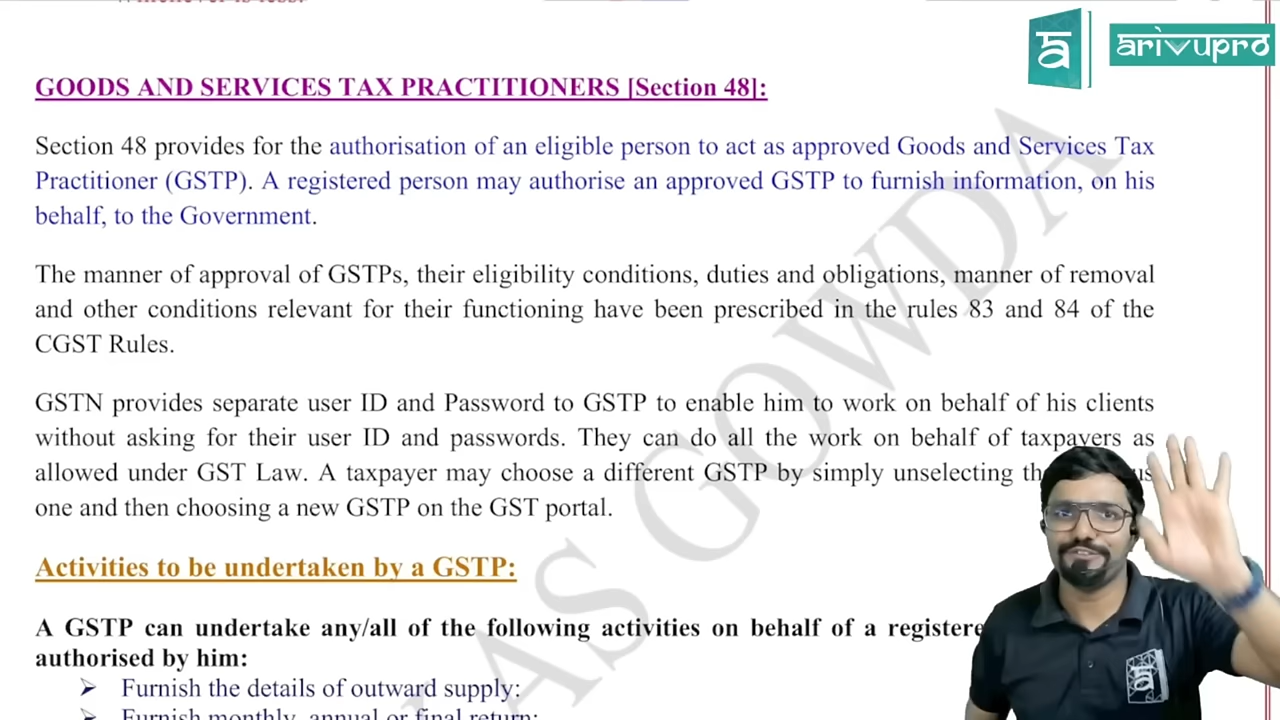 arivupro
GOODS AND SERVICES TAX PRACTITIONERS [Section 48]:
Section 48 provides for the authorisation of an eligible person to act as approved Goods and Services Tax
Practitioner (GSTP). A registered person may authorise an approved GSTP to furnish information, on his
behalf, to the Government.
The manner of approval of GSTPs, their eligibility conditions, duties and obligations, manner of removal
and other conditions relevant for their functioning have been prescribed in the rules 83 and 84 of the
CGST Rules.
GSTN provides separate user ID and Password to GSTP to enable him to work on behalf of his clients
without asking for their user ID and passwords. They can do all the work on behalf of taxpayers as
allowed under GST Law. A taxpayer may choose a different GSTP by simply unselecting
one and then choosing a new GSTP on the GST portal.
Activities to be undertaken by a GSTP:
A GSTP can undertake any/all of the following activities on behalf of a
authorised by him:
➢ Furnish the details of outward supply;
➢ Furnish monthly, annual or final return;
AS GOWDA